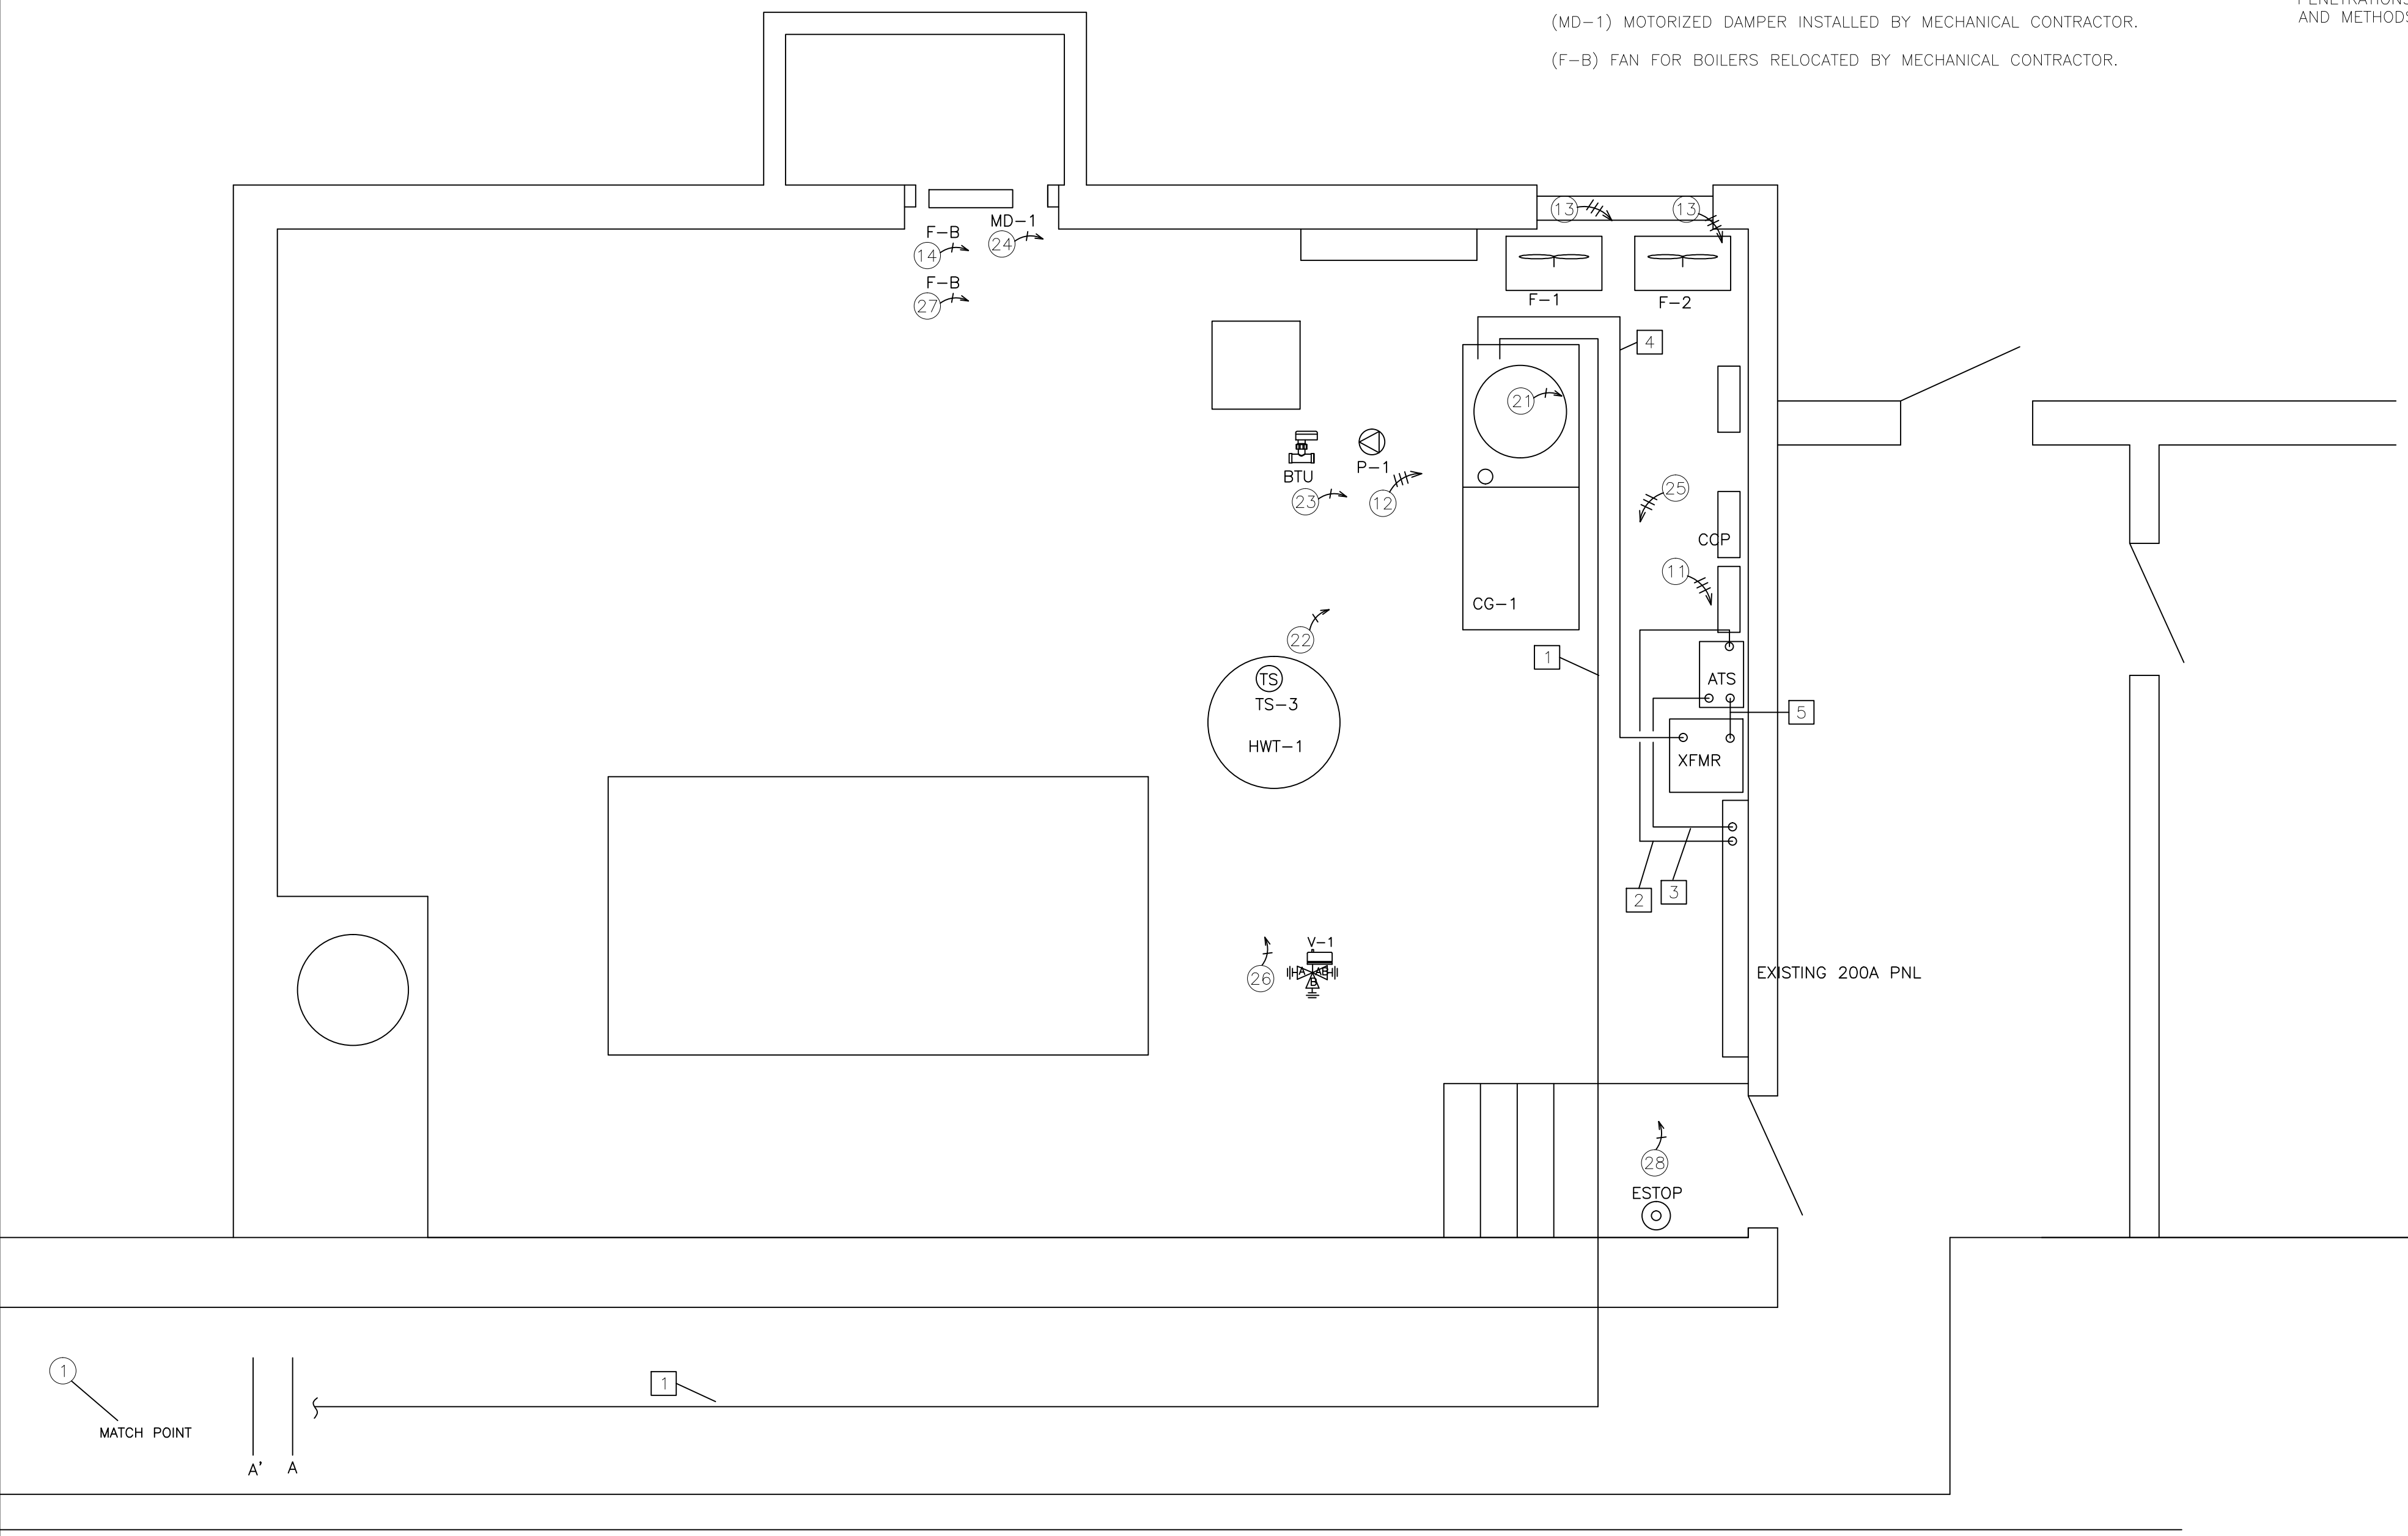 PENETRATIONS
AND METHODS
(MD-1) MOTORIZED DAMPER INSTALLED BY MECHANICAL CONTRACTOR.
(F-B) FAN FOR BOILERS RELOCATED BY MECHANICAL CONTRACTOR.
13
13
MD-1
24
F-B
14
F-B
27
F-1
F-2
4
21
BTU
23
P-1
12
25
CCP
11
CG-1
22
1
TS
TS-3
HWT-1
ATS
5
XFMR
2
3
V-1
A
AB
B
26
EXISTING 200A PNL
28
ESTOP
1
MATCH POINT
1
A'
A